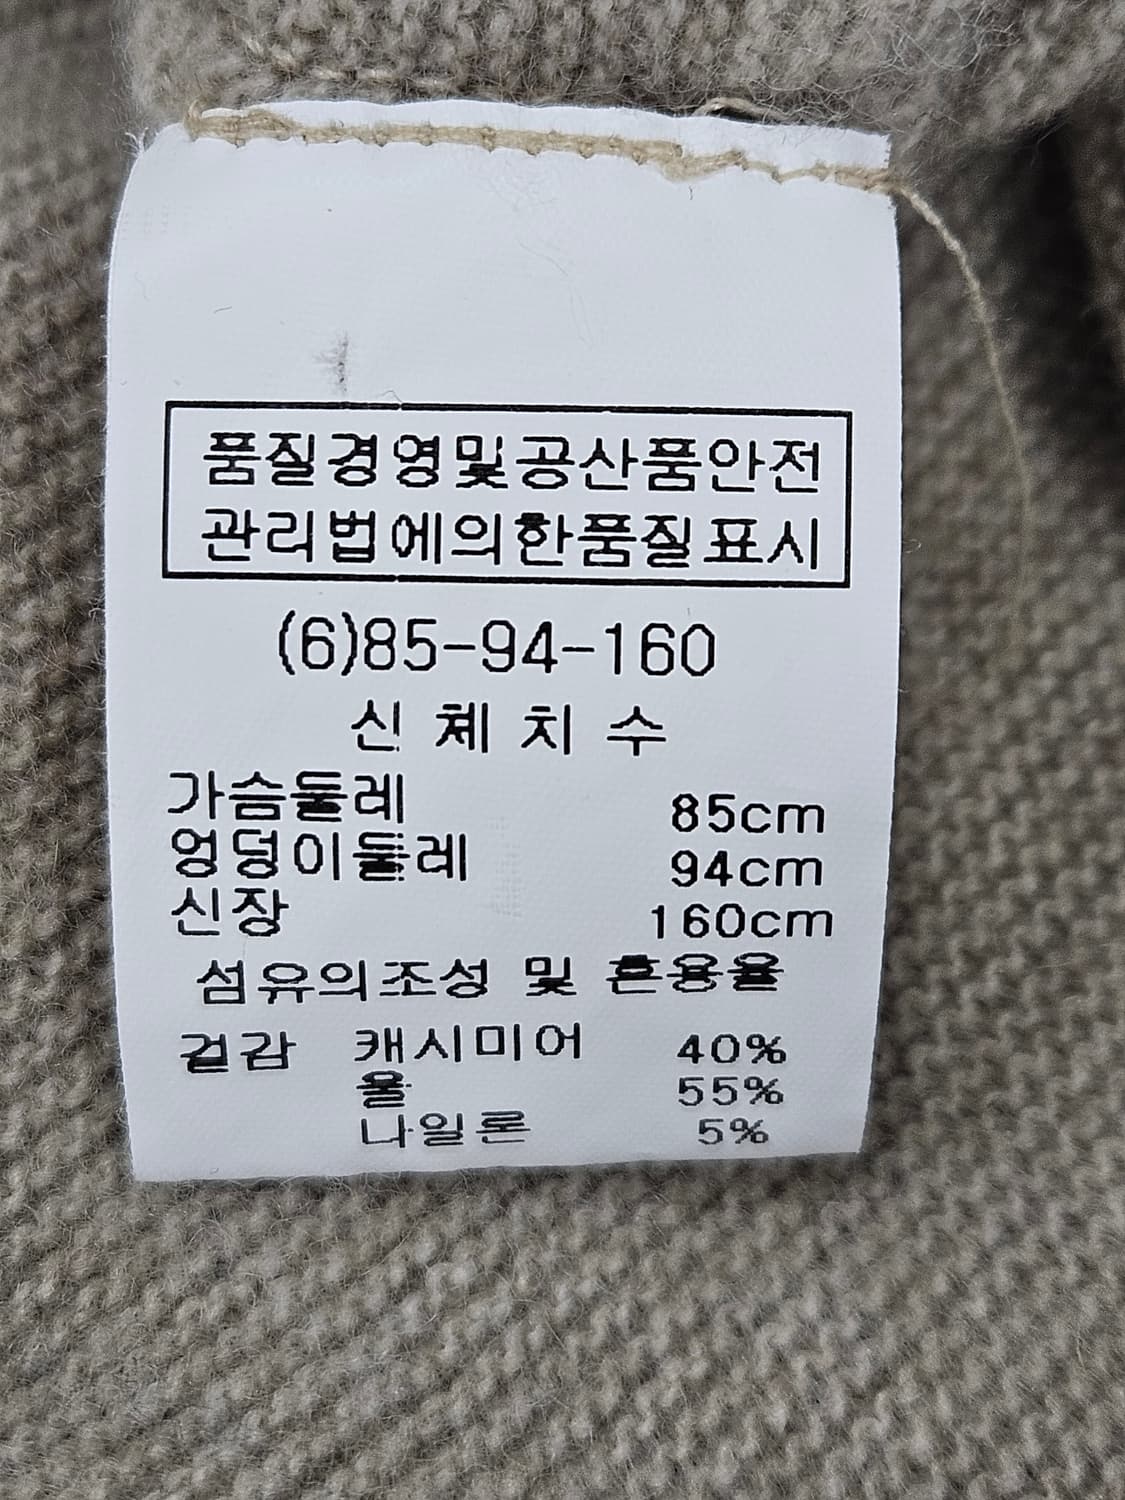 품질경영및공산품안전
관리법에의한품질표시
(6)85-94-160
신 체 치 수
가슴둘레 85cm
엉덩이둘레 94cm
신장 160cm
섬유의조성 및 혼용율
겉감 캐시미어 40%
울 55%
나일론 5%